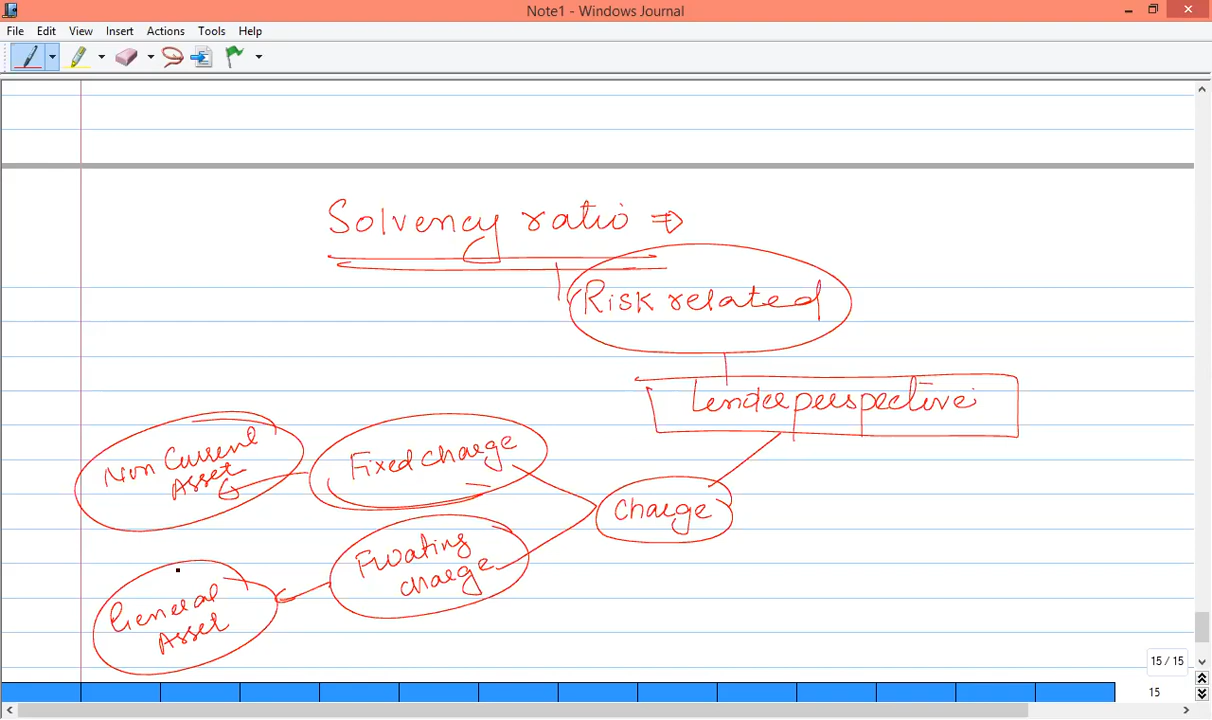 Note1 - Windows Journal
File Edit View Insert Actions Tools Help
Solvency ratio ⇒
Risk related
Lender perspective
Non Current
Asset
Fixed charge
Charge
Floating
charge
General
Asset
15 / 15
15